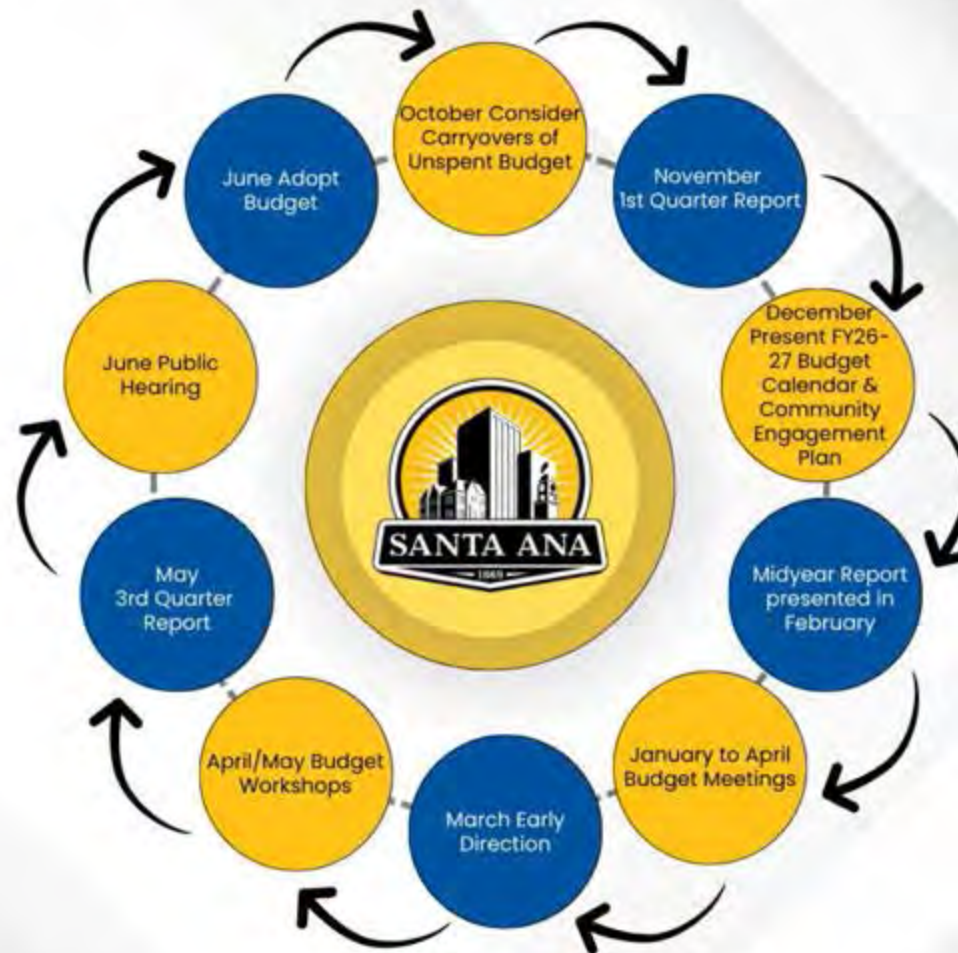 October Consider
Carryovers of
Unspent Budget
November
1st Quarter Report
December
Present FY26-
27 Budget
Calendar &
Community
Engagement
Plan
Midyear Report
presented in
February
January to April
Budget Meetings
March Early
Direction
April/May Budget
Workshops
May
3rd Quarter
Report
June Public
Hearing
June Adopt
Budget
SANTA ANA
1869